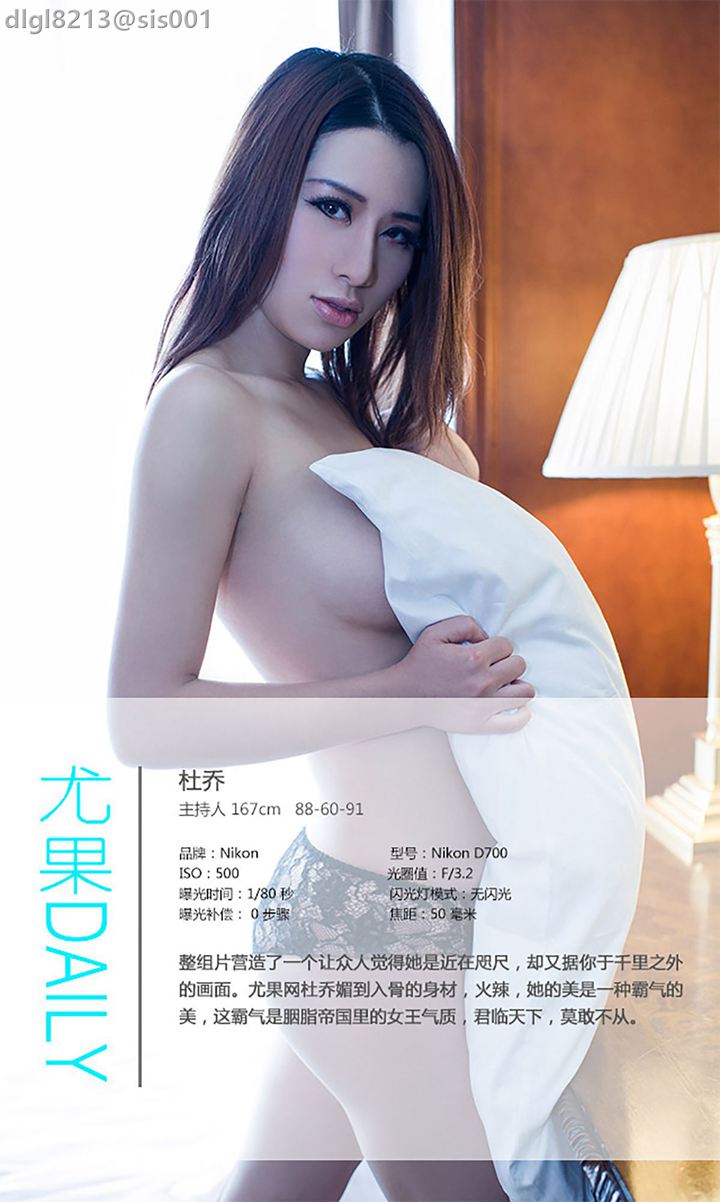 dlgl8213@sis001
尤果DAILY
杜乔
主持人 167cm 88-60-91
品牌：Nikon 型号：Nikon D700
ISO：500 光圈值：F/3.2
曝光时间：1/80 秒 闪光灯模式：无闪光
曝光补偿： 0 步骤 焦距：50 毫米
整组片营造了一个让众人觉得她是近在咫尺，却又据你于千里之外
的画面。尤果网杜乔媚到入骨的身材，火辣，她的美是一种霸气的
美，这霸气是胭脂帝国里的女王气质，君临天下，莫敢不从。